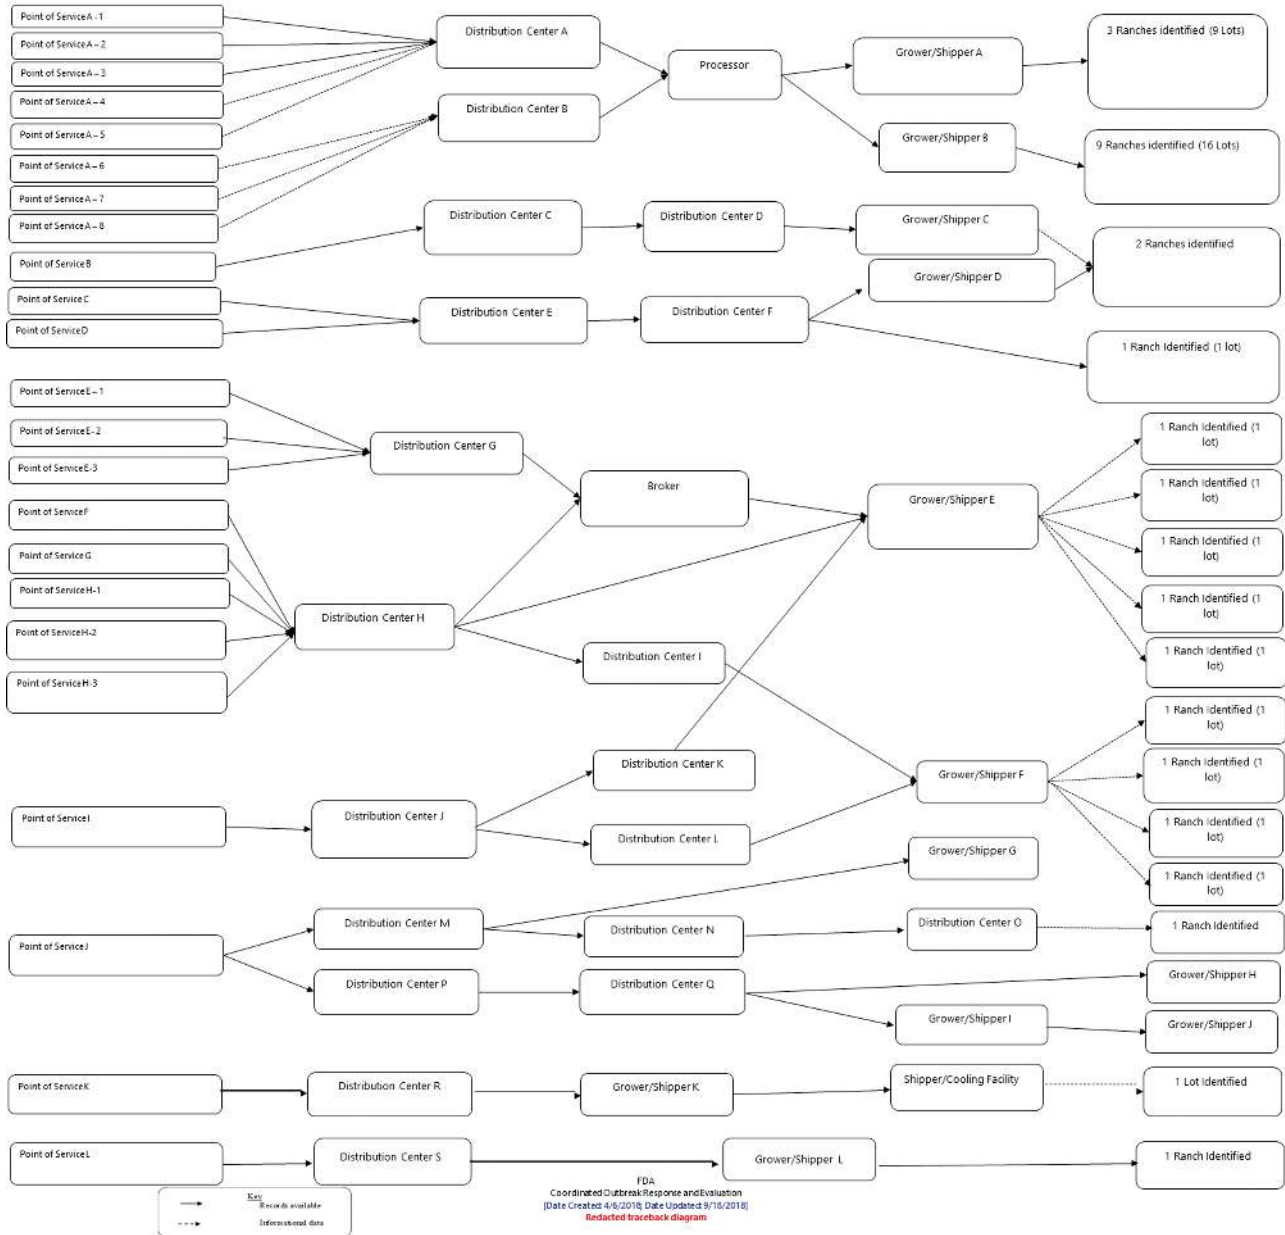 Point of Service A - 1
Point of Service A – 2
Point of Service A – 3
Point of Service A – 4
Point of Service A – 5
Point of Service A – 6
Point of Service A – 7
Point of Service A – 8
Point of Service B
Point of Service C
Point of Service D
Distribution Center A
Distribution Center B
Distribution Center C
Distribution Center E
Processor
Distribution Center D
Distribution Center F
Grower/Shipper A
Grower/Shipper B
Grower/Shipper C
Grower/Shipper D
3 Ranches identified (9 Lots)
9 Ranches identified (16 Lots)
2 Ranches identified
1 Ranch Identified (1 lot)
Point of Service E – 1
Point of Service E- 2
Point of Service E-3
Point of Service F
Point of Service G
Point of Service H-1
Point of Service H-2
Point of Service H-3
Distribution Center G
Distribution Center H
Broker
Distribution Center I
Grower/Shipper E
1 Ranch Identified (1
lot)
1 Ranch Identified (1
lot)
1 Ranch Identified (1
lot)
1 Ranch Identified (1
lot)
1 Ranch Identified (1
lot)
Point of Service I
Distribution Center J
Distribution Center K
Distribution Center L
Grower/Shipper F
1 Ranch Identified (1
lot)
1 Ranch Identified (1
lot)
1 Ranch Identified (1
lot)
1 Ranch Identified (1
lot)
Point of Service J
Distribution Center M
Distribution Center P
Distribution Center N
Distribution Center Q
Grower/Shipper G
Distribution Center O
Grower/Shipper I
1 Ranch Identified
Grower/Shipper H
Grower/Shipper J
Point of Service K
Distribution Center R
Grower/Shipper K
Shipper/Cooling Facility
1 Lot Identified
Point of Service L
Distribution Center S
Grower/Shipper L
1 Ranch Identified
Key
Records available
Informational data
FDA
Coordinated Outbreak Response and Evaluation
[Date Created: 4/6/2018; Date Updated: 9/16/2018]
Redacted traceback diagram